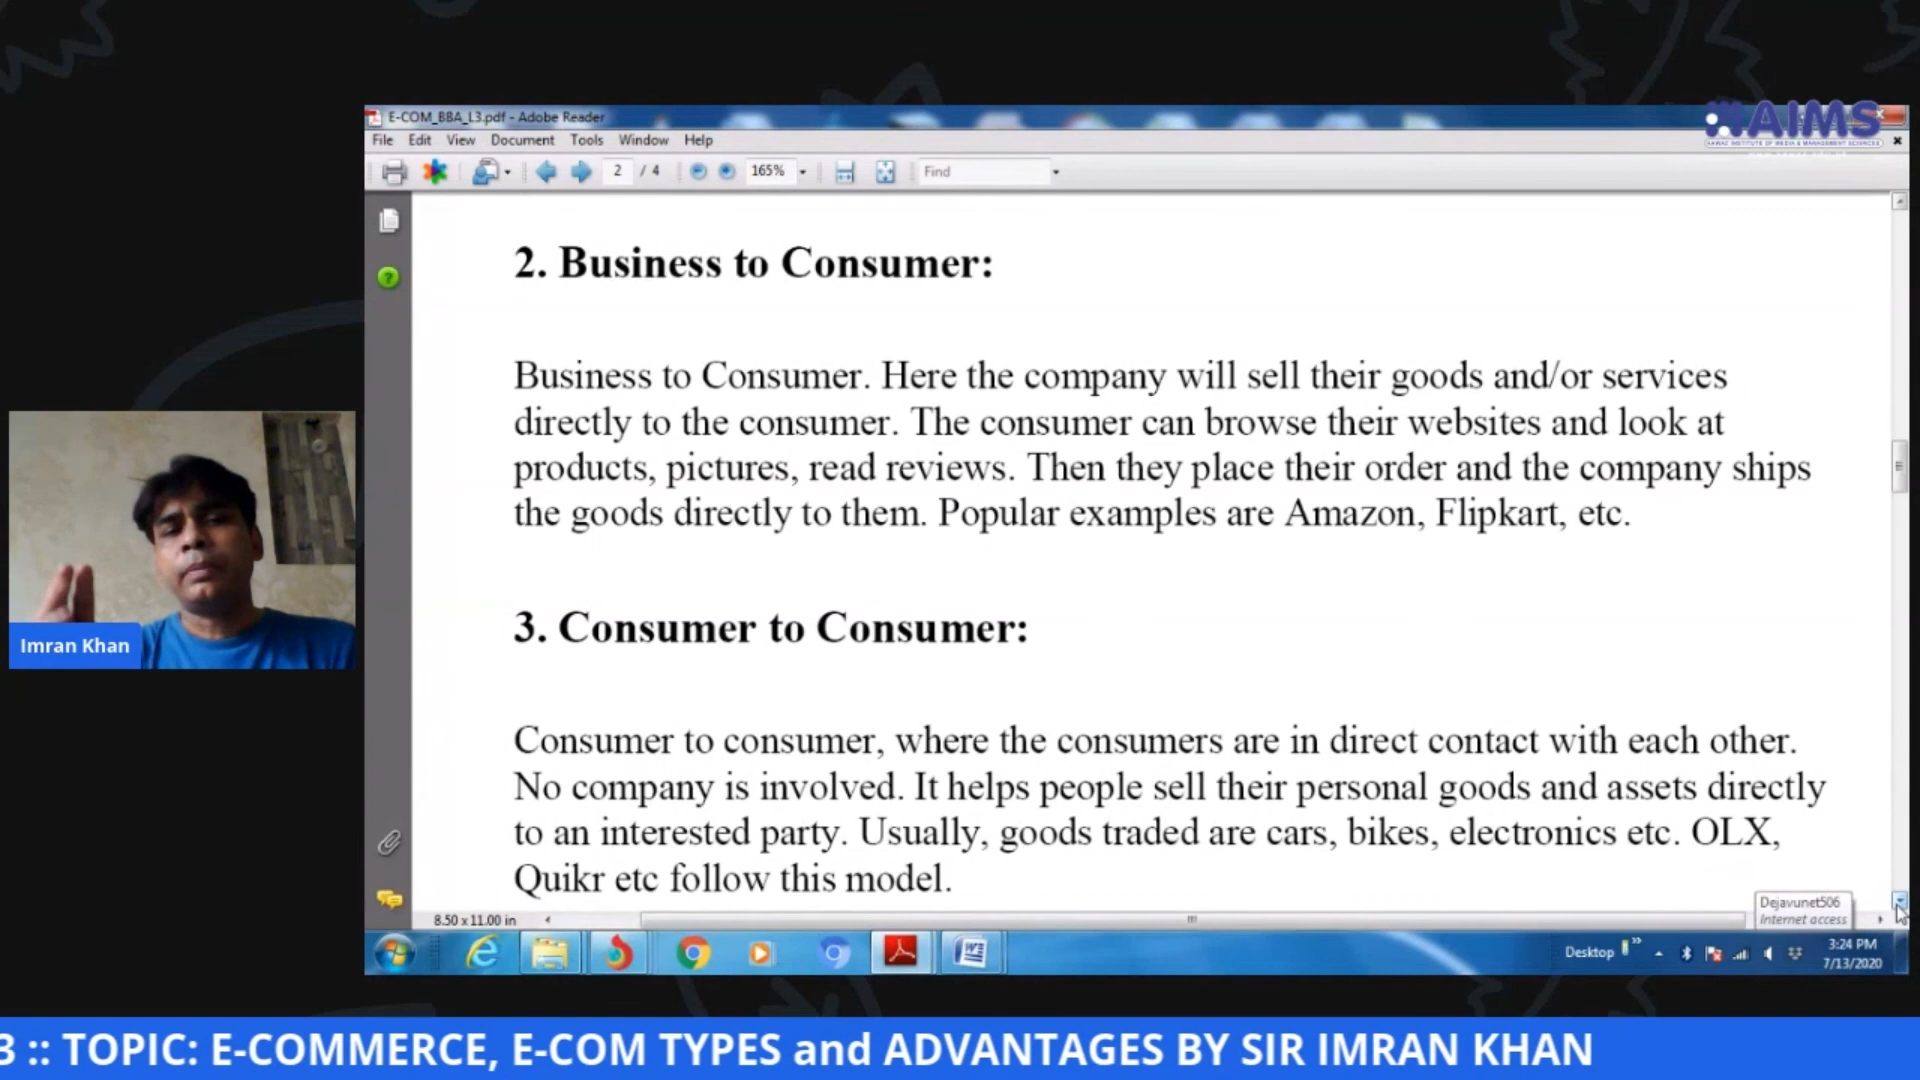 E-COM_BBA_L3.pdf - Adobe Reader
AIMS
File Edit View Document Tools Window Help
2 / 4 165% Find
2. Business to Consumer:
Business to Consumer. Here the company will sell their goods and/or services
directly to the consumer. The consumer can browse their websites and look at
products, pictures, read reviews. Then they place their order and the company ships
the goods directly to them. Popular examples are Amazon, Flipkart, etc.
Imran Khan
3. Consumer to Consumer:
Consumer to consumer, where the consumers are in direct contact with each other.
No company is involved. It helps people sell their personal goods and assets directly
to an interested party. Usually, goods traded are cars, bikes, electronics etc. OLX,
Quikr etc follow this model.
8.50 x 11.00 in
Dejavunet506
Internet access
Desktop
3:24 PM
7/13/2020
3 :: TOPIC: E-COMMERCE, E-COM TYPES and ADVANTAGES BY SIR IMRAN KHAN